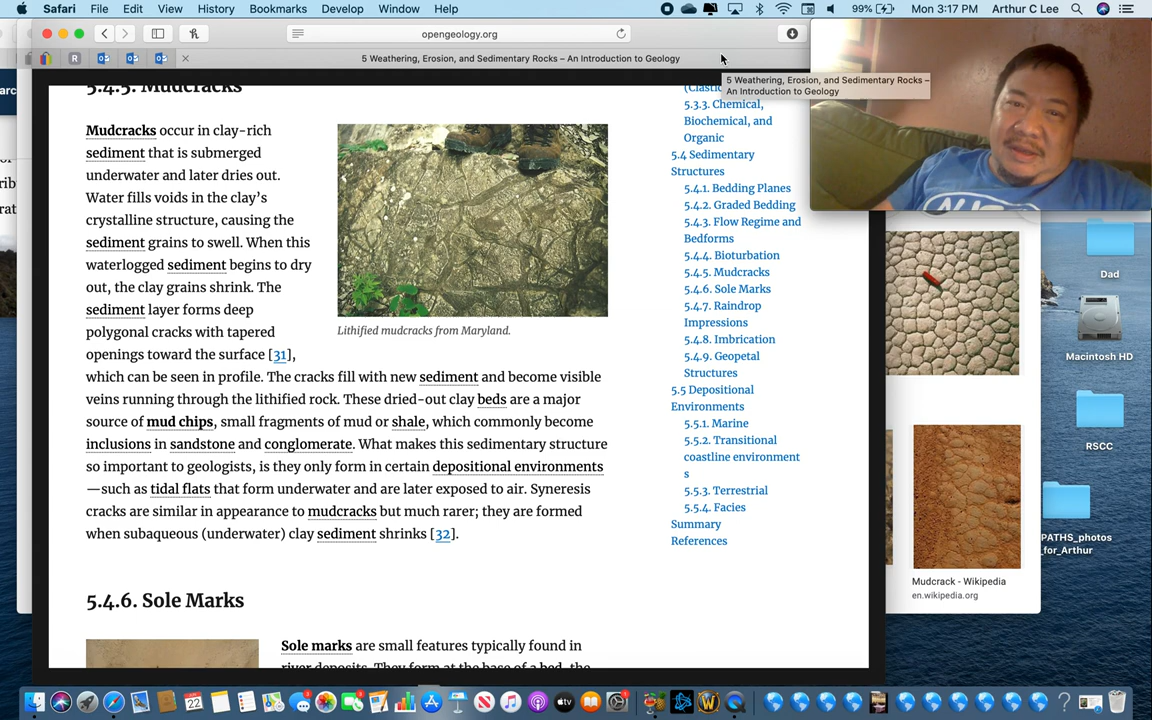 Safari File Edit View History Bookmarks Develop Window Help 99% Mon 3:17 PM Arthur C Lee
opengeology.org
5 Weathering, Erosion, and Sedimentary Rocks – An Introduction to Geology
5 Weathering, Erosion, and Sedimentary Rocks –
An Introduction to Geology
5.4.5. Mudcracks
Mudcracks occur in clay-rich
sediment that is submerged
underwater and later dries out.
Water fills voids in the clay's
crystalline structure, causing the
sediment grains to swell. When this
waterlogged sediment begins to dry
out, the clay grains shrink. The
sediment layer forms deep
polygonal cracks with tapered
openings toward the surface [31],
which can be seen in profile. The cracks fill with new sediment and become visible
veins running through the lithified rock. These dried-out clay beds are a major
source of mud chips, small fragments of mud or shale, which commonly become
inclusions in sandstone and conglomerate. What makes this sedimentary structure
so important to geologists, is they only form in certain depositional environments
—such as tidal flats that form underwater and are later exposed to air. Syneresis
cracks are similar in appearance to mudcracks but much rarer; they are formed
when subaqueous (underwater) clay sediment shrinks [32].
Lithified mudcracks from Maryland.
5.4.6. Sole Marks
Sole marks are small features typically found in
river deposits. They form at the base of a bed, the
(Clastic
5.3.3. Chemical,
Biochemical, and
Organic
5.4 Sedimentary
Structures
5.4.1. Bedding Planes
5.4.2. Graded Bedding
5.4.3. Flow Regime and
Bedforms
5.4.4. Bioturbation
5.4.5. Mudcracks
5.4.6. Sole Marks
5.4.7. Raindrop
Impressions
5.4.8. Imbrication
5.4.9. Geopetal
Structures
5.5 Depositional
Environments
5.5.1. Marine
5.5.2. Transitional
coastline environment
s
5.5.3. Terrestrial
5.5.4. Facies
Summary
References
Mudcrack - Wikipedia
en.wikipedia.org
Dad
Macintosh HD
RSCC
PATHS_photos
_for_Arthur